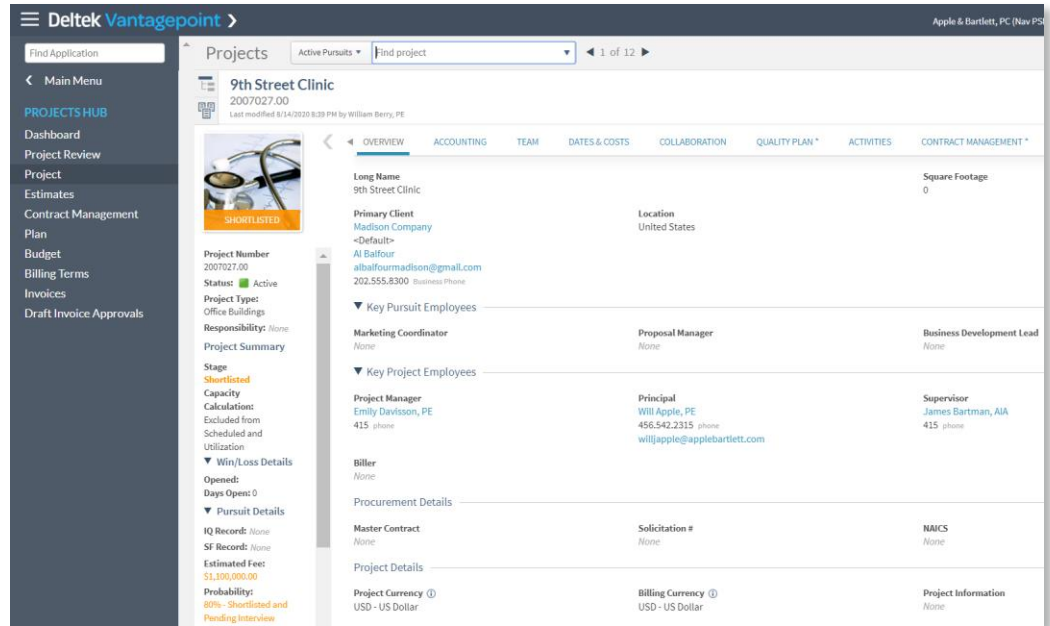 Deltek Vantagepoint
Apple & Bartlett, PC (Nav PSI
Find Application
Main Menu
PROJECTS HUB
Dashboard
Project Review
Project
Estimates
Contract Management
Plan
Budget
Billing Terms
Invoices
Draft Invoice Approvals
Projects
Active Pursuits
Find project
1 of 12
9th Street Clinic
2007027.00
Last modified 8/14/2020 8:39 PM by William Berry, PE
SHORTLISTED
Project Number
2007027.00
Status: Active
Project Type:
Office Buildings
Responsibility: None
Project Summary
Stage
Shortlisted
Capacity
Calculation:
Excluded from
Scheduled and
Utilization
Win/Loss Details
Opened:
Days Open: 0
Pursuit Details
IQ Record: None
SF Record: None
Estimated Fee:
$1,100,000.00
Probability:
80% - Shortlisted and
Pending Interview
OVERVIEW ACCOUNTING TEAM DATES & COSTS COLLABORATION QUALITY PLAN * ACTIVITIES CONTRACT MANAGEMENT *
Long Name Square Footage
9th Street Clinic 0
Primary Client Location
Madison Company United States
<Default>
Al Balfour
albalfourmadison@gmail.com
202.555.8300 Business Phone
Key Pursuit Employees
Marketing Coordinator Proposal Manager Business Development Lead
None None None
Key Project Employees
Project Manager Principal Supervisor
Emily Davisson, PE Will Apple, PE James Bartman, AIA
415 phone 456.542.2315 phone 415 phone
willjapple@applebartlett.com
Biller
None
Procurement Details
Master Contract Solicitation # NAICS
None None None
Project Details
Project Currency Billing Currency Project Information
USD - US Dollar USD - US Dollar None